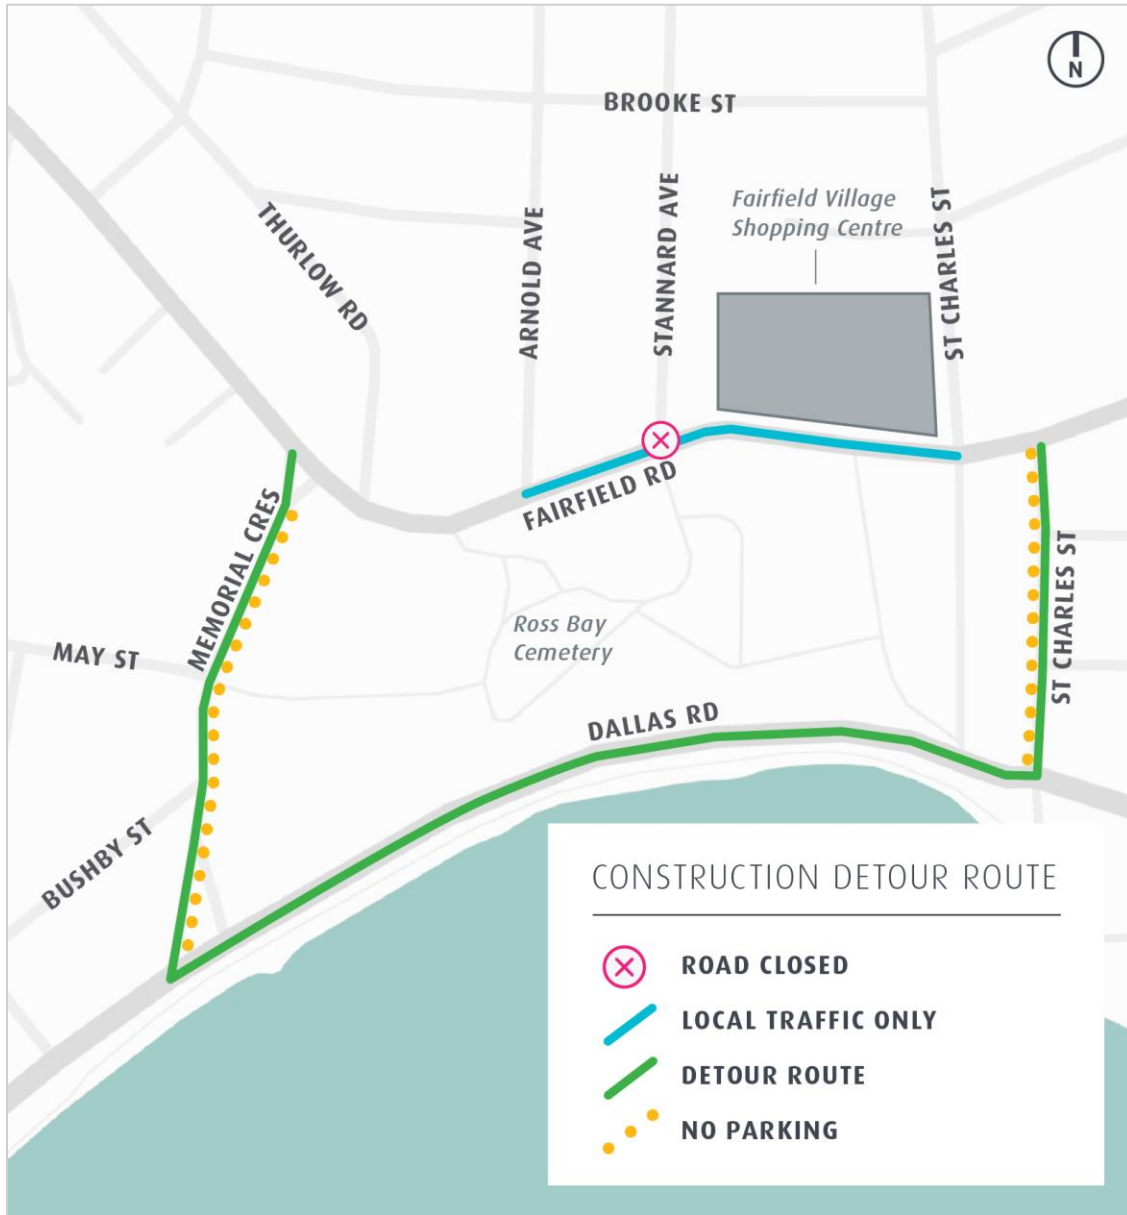 N
BROOKE ST
Fairfield Village
Shopping Centre
THURLOW RD
ARNOLD AVE
STANNARD AVE
ST CHARLES ST
FAIRFIELD RD
MEMORIAL CRES
MAY ST
Ross Bay
Cemetery
ST CHARLES ST
DALLAS RD
BUSHBY ST
CONSTRUCTION DETOUR ROUTE
ROAD CLOSED
LOCAL TRAFFIC ONLY
DETOUR ROUTE
NO PARKING